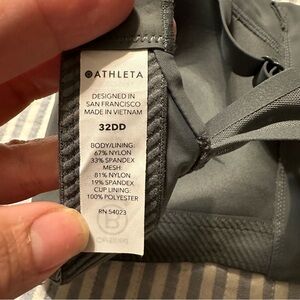 ATHLETA
DESIGNED IN
SAN FRANCISCO
MADE IN VIETNAM
32DD
BODY/LINING:
67% NYLON
33% SPANDEX
MESH:
81% NYLON
19% SPANDEX
CUP LINING:
100% POLYESTER
RN 54023
B